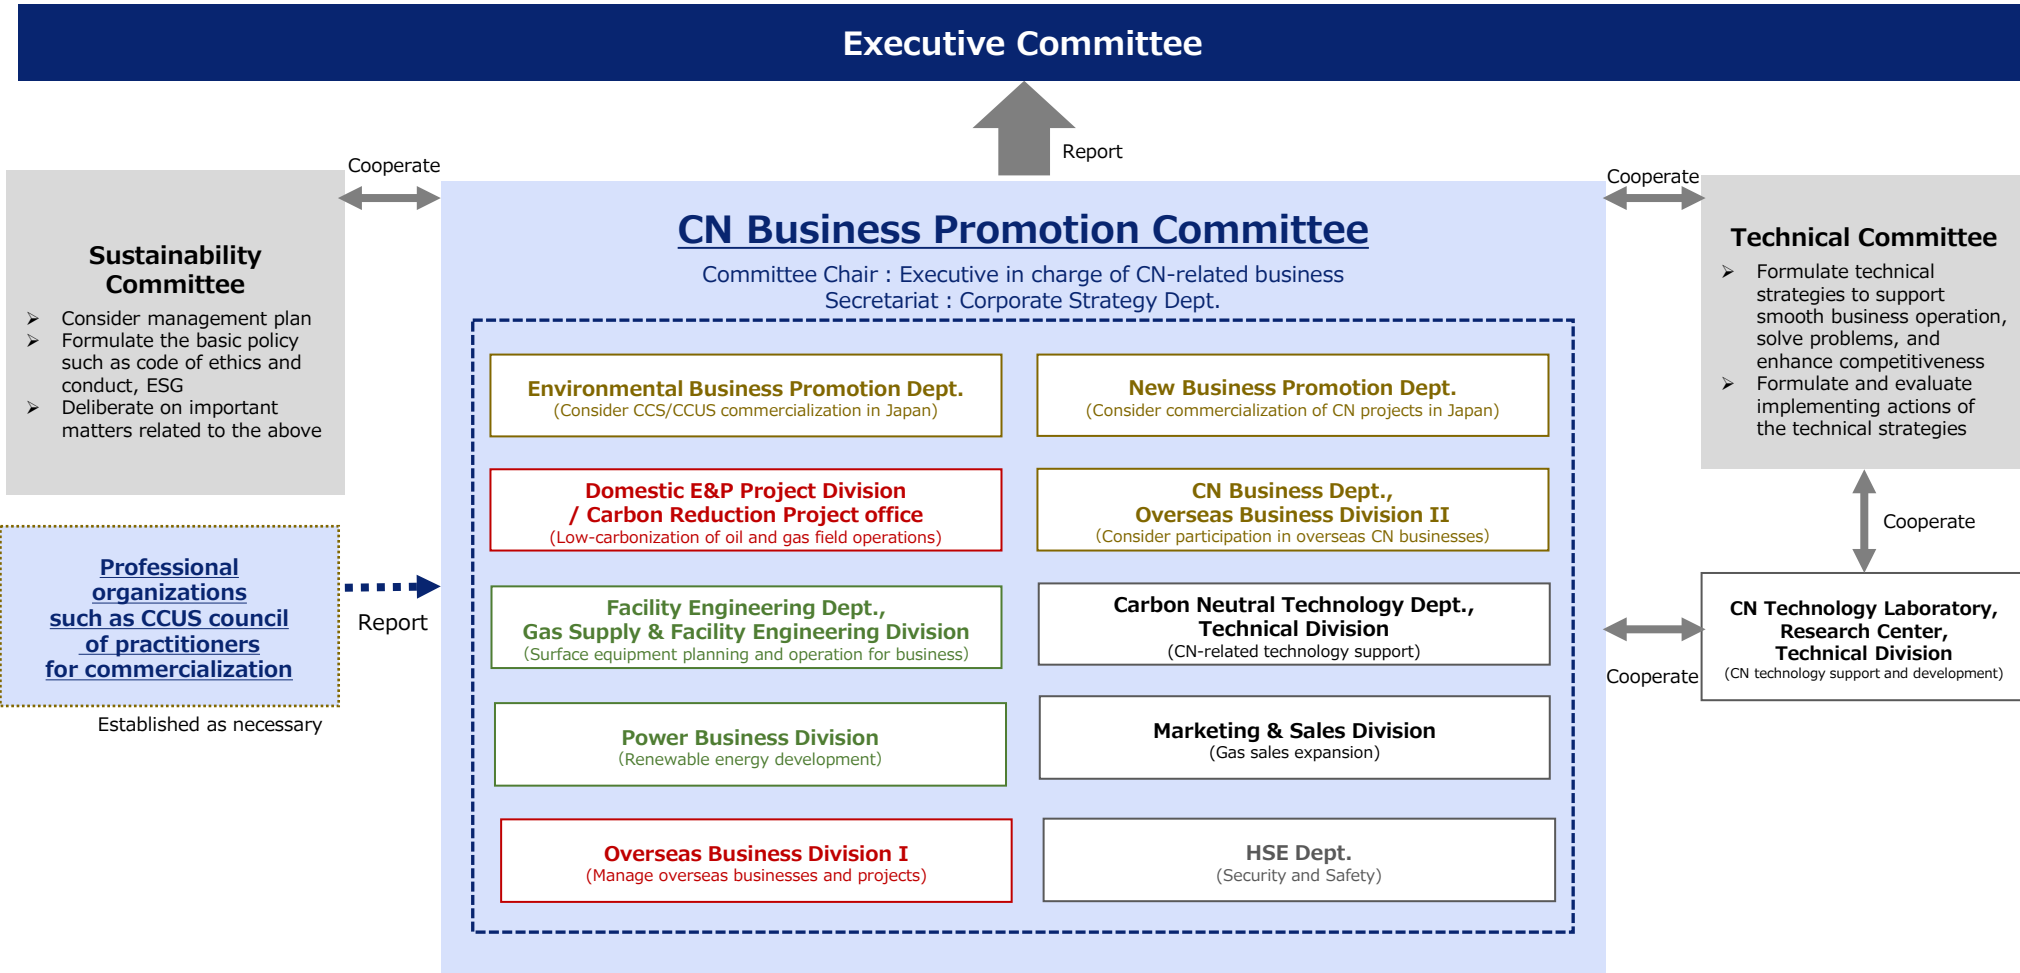 Executive Committee
Report
Cooperate
Sustainability
Committee
➢ Consider management plan
➢ Formulate the basic policy
such as code of ethics and
conduct, ESG
➢ Deliberate on important
matters related to the above
Professional
organizations
such as CCUS council
of practitioners
for commercialization
Report
Established as necessary
CN Business Promotion Committee
Committee Chair : Executive in charge of CN-related business
Secretariat : Corporate Strategy Dept.
Environmental Business Promotion Dept.
(Consider CCS/CCUS commercialization in Japan)
New Business Promotion Dept.
(Consider commercialization of CN projects in Japan)
Domestic E&P Project Division
/ Carbon Reduction Project office
(Low-carbonization of oil and gas field operations)
CN Business Dept.,
Overseas Business Division II
(Consider participation in overseas CN businesses)
Facility Engineering Dept.,
Gas Supply & Facility Engineering Division
(Surface equipment planning and operation for business)
Carbon Neutral Technology Dept.,
Technical Division
(CN-related technology support)
Power Business Division
(Renewable energy development)
Marketing & Sales Division
(Gas sales expansion)
Overseas Business Division I
(Manage overseas businesses and projects)
HSE Dept.
(Security and Safety)
Cooperate
Technical Committee
➢ Formulate technical
strategies to support
smooth business operation,
solve problems, and
enhance competitiveness
➢ Formulate and evaluate
implementing actions of
the technical strategies
Cooperate
CN Technology Laboratory,
Research Center,
Technical Division
(CN technology support and development)
Cooperate